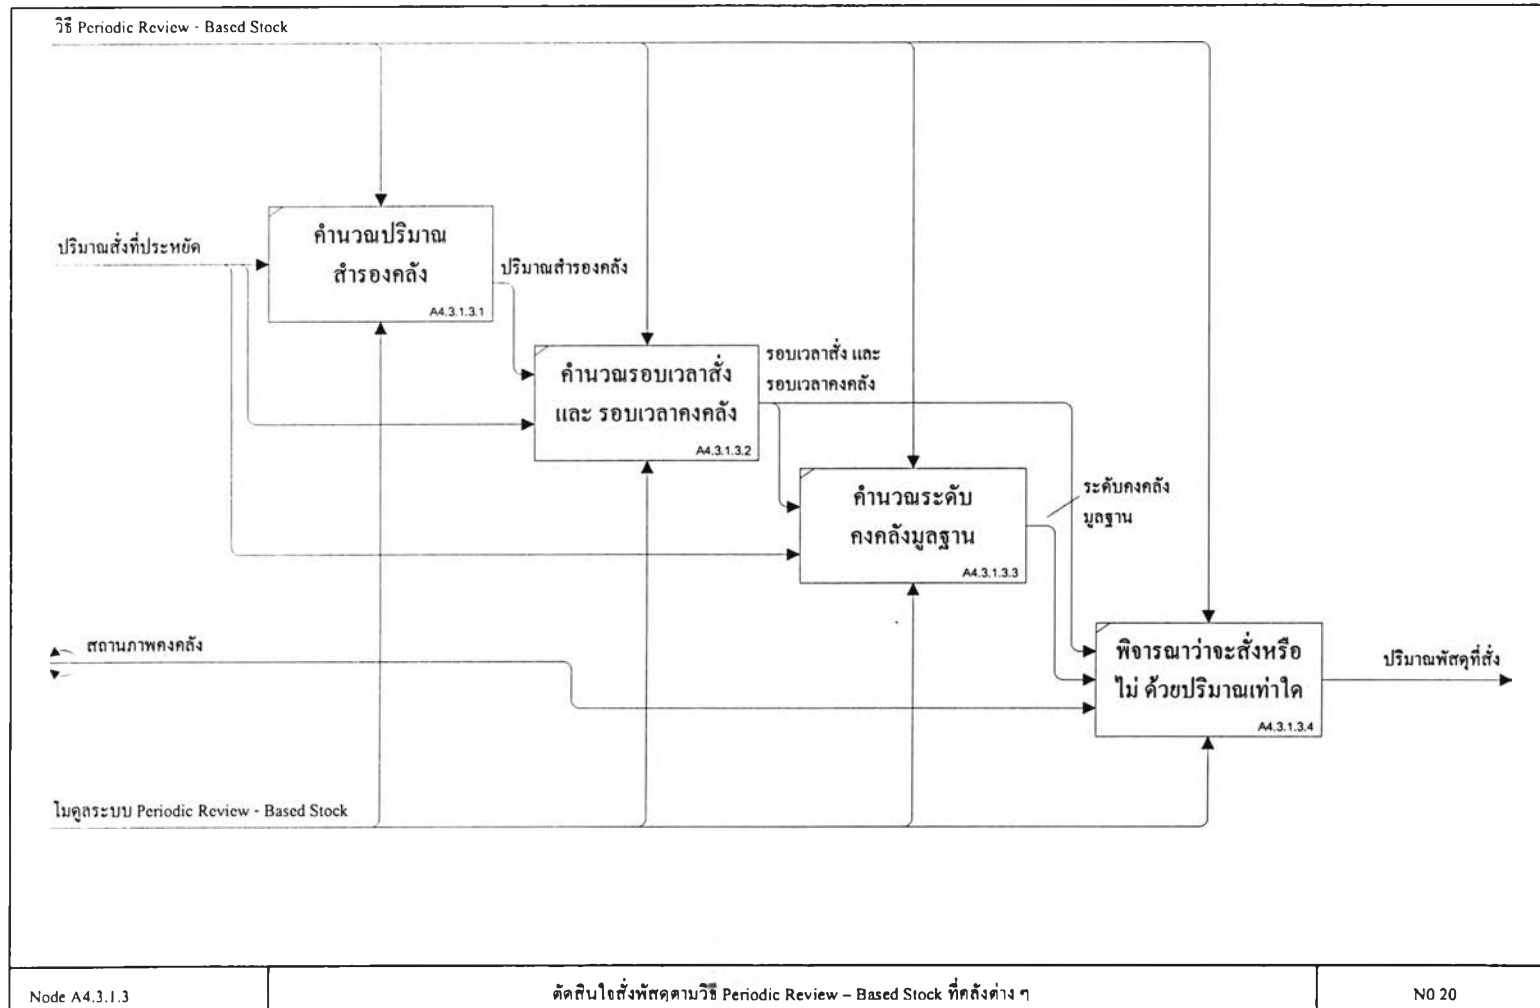 วิธี Periodic Review - Based Stock
ปริมาณสั่งที่ประหยัด
คำนวณปริมาณ
สำรองคลัง
A4.3.1.3.1
ปริมาณสำรองคลัง
คำนวณรอบเวลาสั่ง
และ รอบเวลาคงคลัง
A4.3.1.3.2
รอบเวลาสั่ง และ
รอบเวลาคงคลัง
คำนวณระดับ
คงคลังมูลฐาน
A4.3.1.3.3
ระดับคงคลัง
มูลฐาน
สถานภาพคงคลัง
พิจารณาว่าจะสั่งหรือ
ไม่ ด้วยปริมาณเท่าใด
A4.3.1.3.4
ปริมาณพัสดุที่สั่ง
โมดูลระบบ Periodic Review - Based Stock
Node A4.3.1.3
ตัดสินใจสั่งพัสดุตามวิธี Periodic Review – Based Stock ที่คลังต่าง ๆ
N0 20